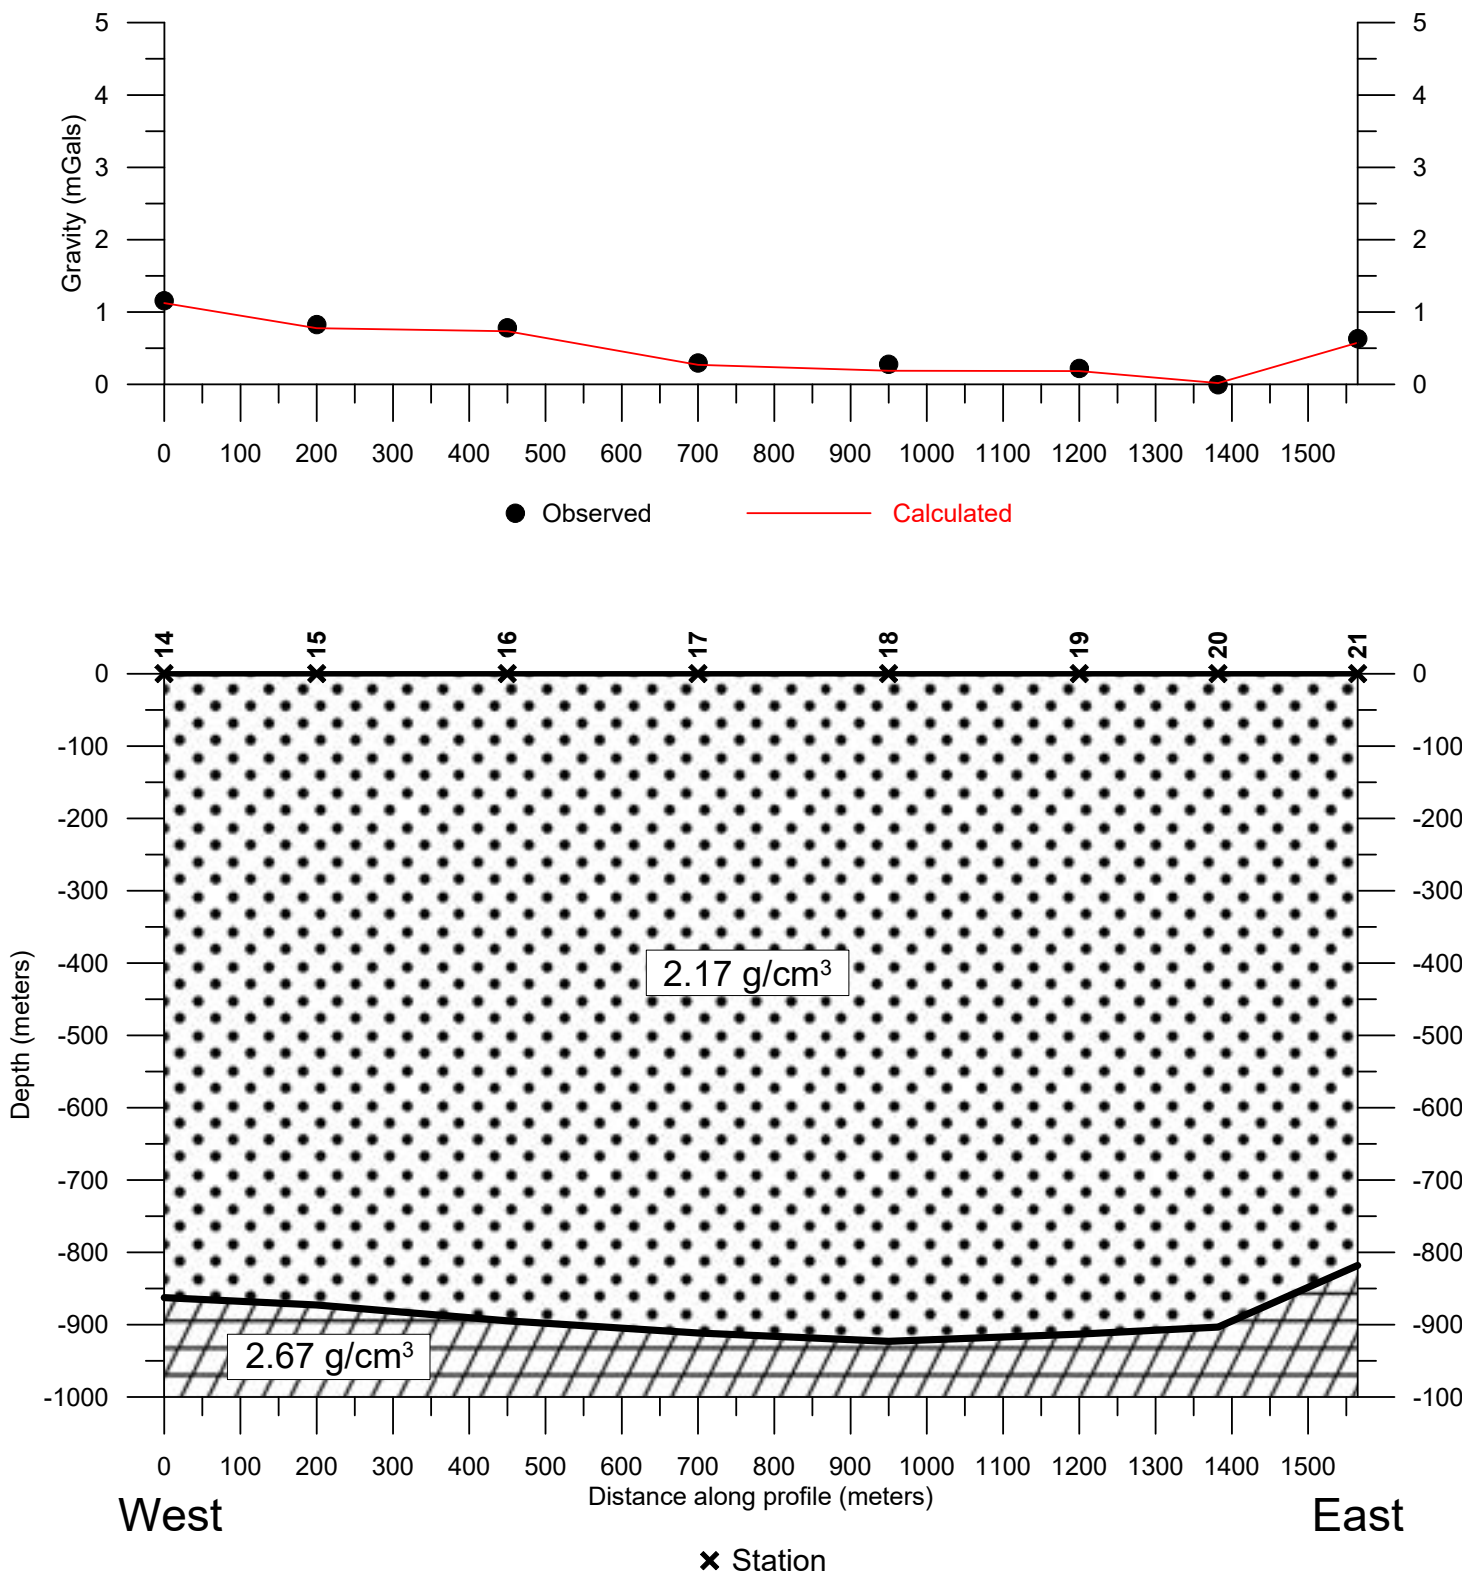 5 5
4 4
3 3
2 2
1 1
0 0
Gravity (mGals)
0 100 200 300 400 500 600 700 800 900 1000 1100 1200 1300 1400 1500
Observed Calculated
14 15 16 17 18 19 20 21
0 0
-100 -100
-200 -200
-300 -300
-400 -400
-500 -500
-600 -600
-700 -700
-800 -800
-900 -900
-1000 -100
Depth (meters)
2.17 g/cm³
2.67 g/cm³
0 100 200 300 400 500 600 700 800 900 1000 1100 1200 1300 1400 1500
Distance along profile (meters)
West East
Station